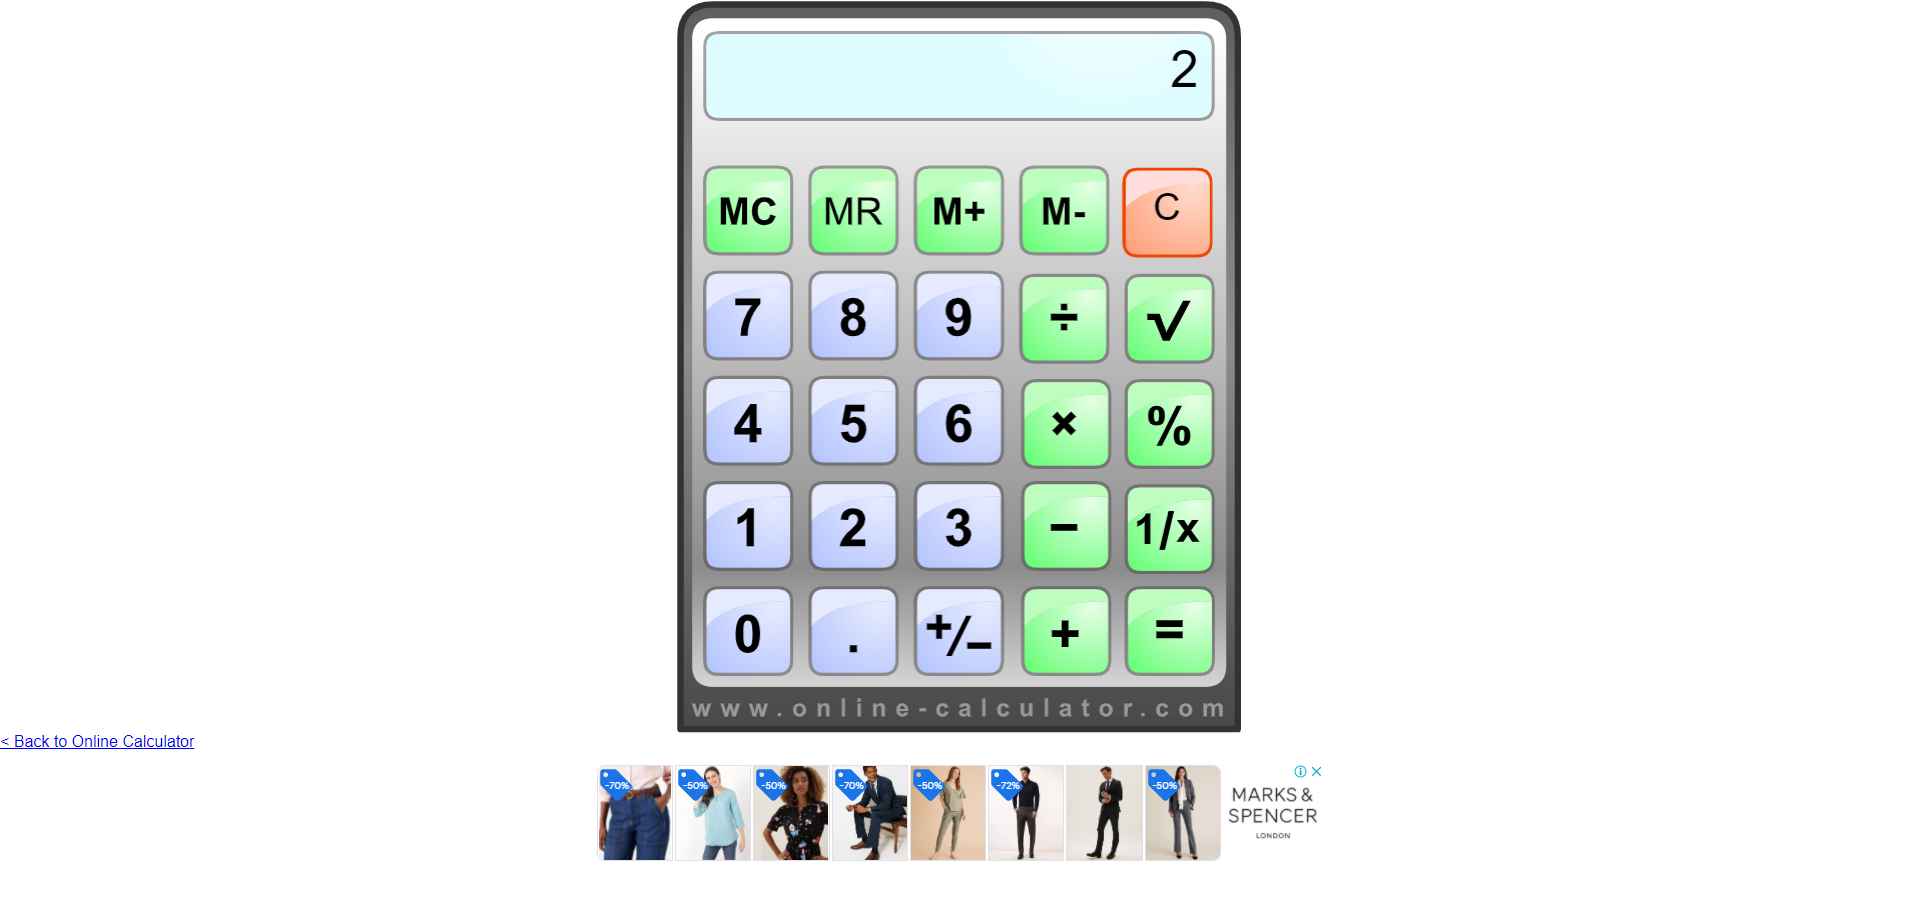 2
MC MR M+ M- C
7 8 9 ÷ √
4 5 6 × %
1 2 3 − 1/x
0 . +/− + =
www.online-calculator.com
< Back to Online Calculator
-70% -50% -50% -70% -50% -72% -50%
MARKS &
SPENCER
LONDON